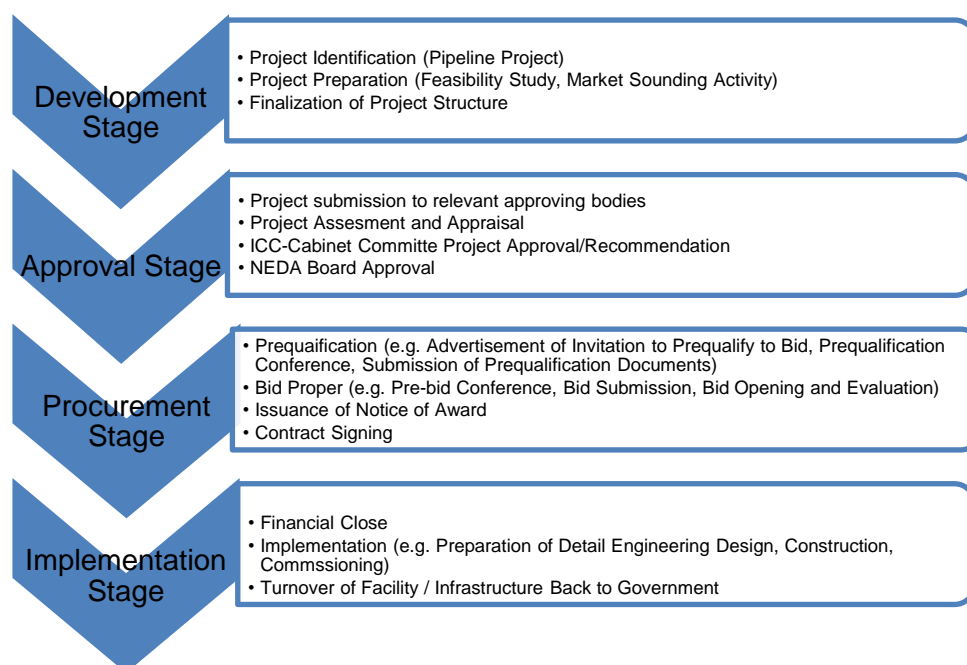 Development
Stage
• Project Identification (Pipeline Project)
• Project Preparation (Feasibility Study, Market Sounding Activity)
• Finalization of Project Structure
Approval Stage
• Project submission to relevant approving bodies
• Project Assesment and Appraisal
• ICC-Cabinet Committe Project Approval/Recommendation
• NEDA Board Approval
Procurement
Stage
• Prequaification (e.g. Advertisement of Invitation to Prequalify to Bid, Prequalification
Conference, Submission of Prequalification Documents)
• Bid Proper (e.g. Pre-bid Conference, Bid Submission, Bid Opening and Evaluation)
• Issuance of Notice of Award
• Contract Signing
Implementation
Stage
• Financial Close
• Implementation (e.g. Preparation of Detail Engineering Design, Construction,
Commssioning)
• Turnover of Facility / Infrastructure Back to Government